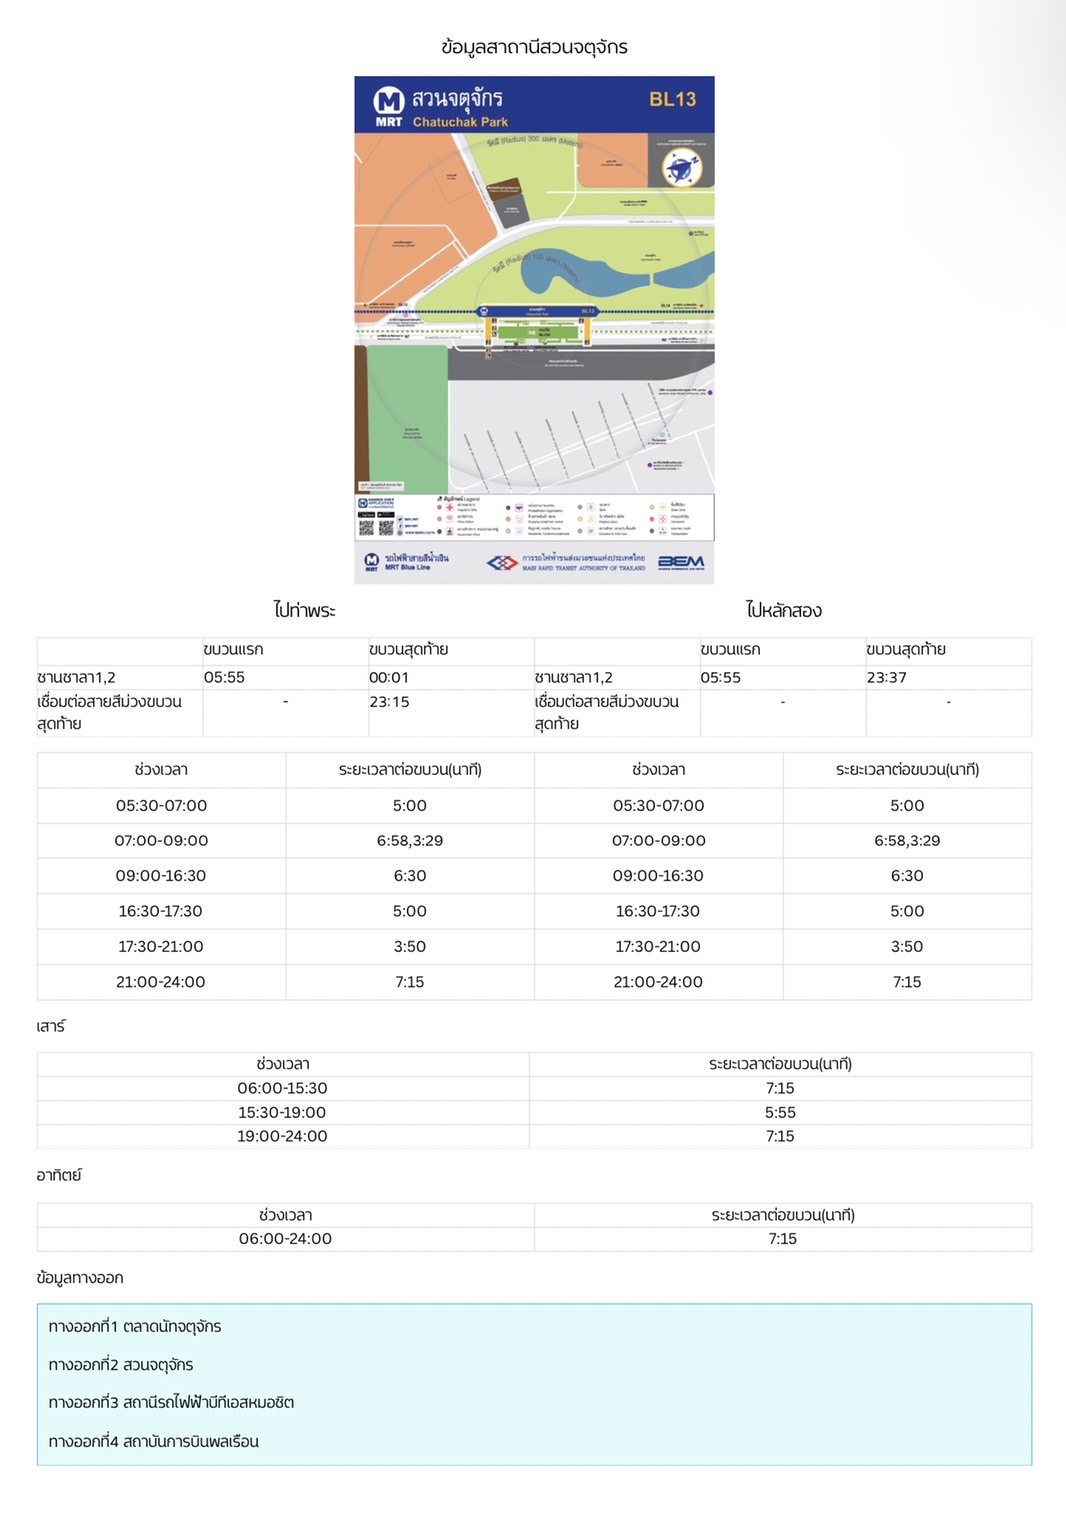 ข้อมูลสาถานีสวนจตุจักร
MRT
สวนจตุจักร
Chatuchak Park
BL13
รัศมี (Radius) 300 เมตร (Meters)
รัศมี (Radius) 100 เมตร (Meters)
สวนจตุจักร
Chatuchak Park
BL13
สัญลักษณ์ Legend
MRT
รถไฟฟ้าสายสีน้ำเงิน
MRT Blue Line
การรถไฟฟ้าขนส่งมวลชนแห่งประเทศไทย
MASS RAPID TRANSIT AUTHORITY OF THAILAND
BEM
ไปท่าพระ
ไปหลักสอง
ขบวนแรก ขบวนสุดท้าย ขบวนแรก ขบวนสุดท้าย
ชานชาลา1,2 05:55 00:01 ชานชาลา1,2 05:55 23:37
เชื่อมต่อสายสีม่วงขบวน - 23:15 เชื่อมต่อสายสีม่วงขบวน - -
สุดท้าย สุดท้าย
ช่วงเวลา ระยะเวลาต่อขบวน(นาที) ช่วงเวลา ระยะเวลาต่อขบวน(นาที)
05:30-07:00 5:00 05:30-07:00 5:00
07:00-09:00 6:58,3:29 07:00-09:00 6:58,3:29
09:00-16:30 6:30 09:00-16:30 6:30
16:30-17:30 5:00 16:30-17:30 5:00
17:30-21:00 3:50 17:30-21:00 3:50
21:00-24:00 7:15 21:00-24:00 7:15
เสาร์
ช่วงเวลา ระยะเวลาต่อขบวน(นาที)
06:00-15:30 7:15
15:30-19:00 5:55
19:00-24:00 7:15
อาทิตย์
ช่วงเวลา ระยะเวลาต่อขบวน(นาที)
06:00-24:00 7:15
ข้อมูลทางออก
ทางออกที่1 ตลาดนัทจตุจักร
ทางออกที่2 สวนจตุจักร
ทางออกที่3 สถานีรถไฟฟ้าบีทีเอสหมอชิต
ทางออกที่4 สถาบันการบินพลเรือน